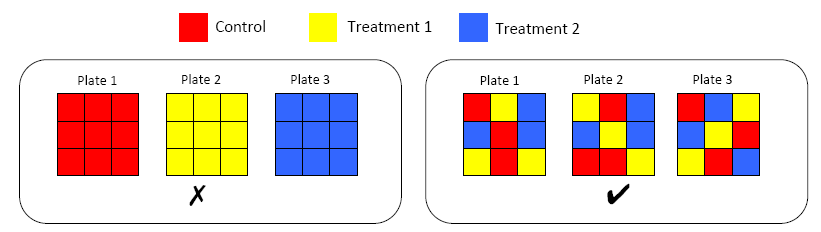 Control
Treatment 1
Treatment 2
Plate 1
Plate 2
Plate 3
Plate 1
Plate 2
Plate 3
✗
✔